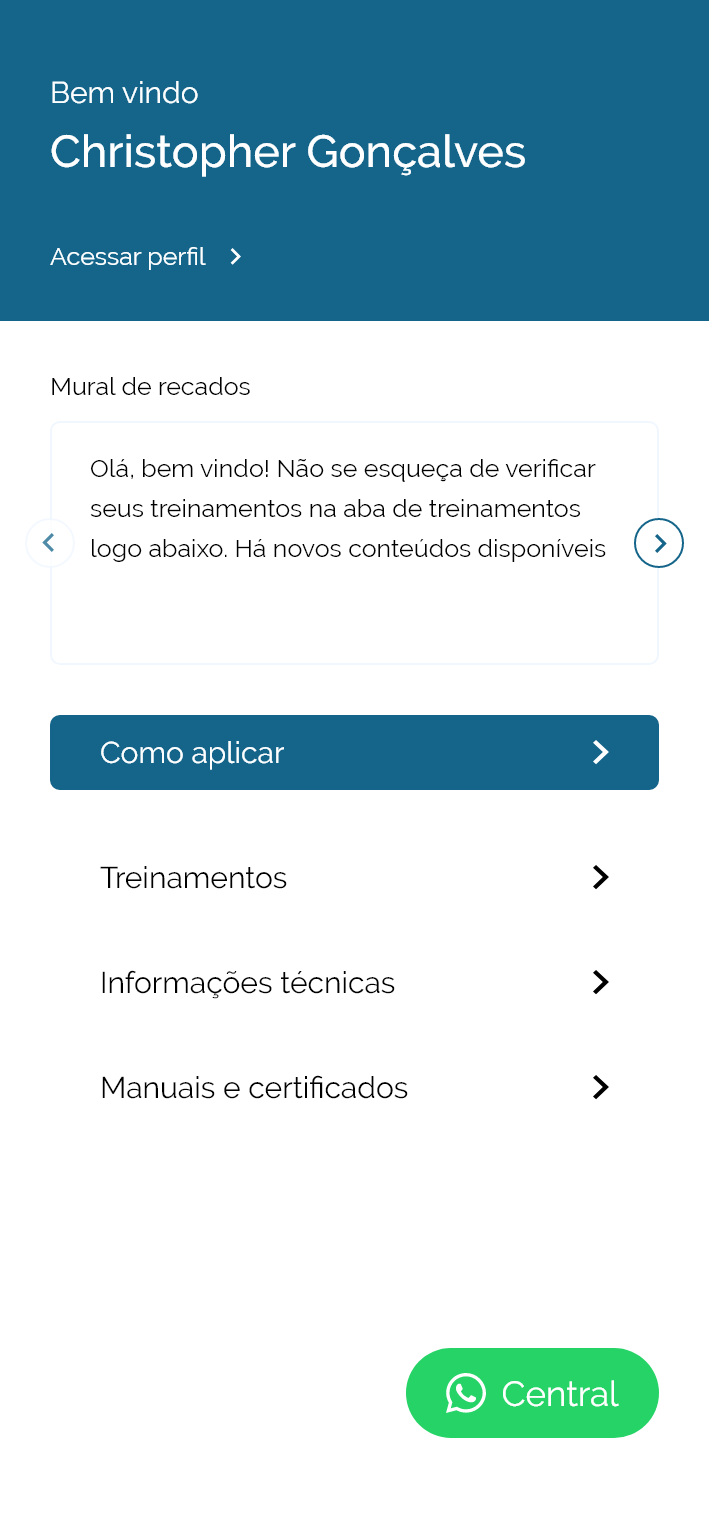 Bem vindo
Christopher Gonçalves
Acessar perfil
Mural de recados
Olá, bem vindo! Não se esqueça de verificar
seus treinamentos na aba de treinamentos
logo abaixo. Há novos conteúdos disponíveis
Como aplicar
Treinamentos
Informações técnicas
Manuais e certificados
Central